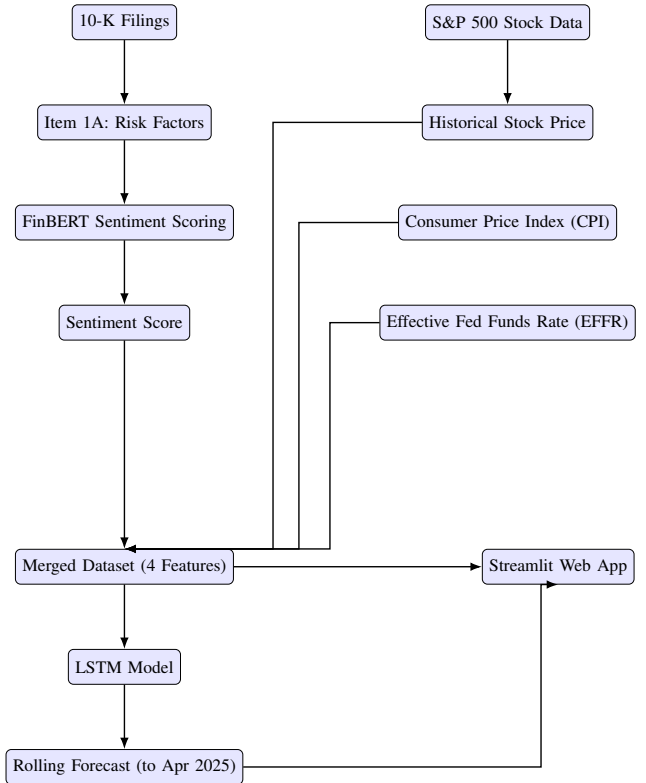 10-K Filings
S&P 500 Stock Data
Item 1A: Risk Factors
Historical Stock Price
FinBERT Sentiment Scoring
Consumer Price Index (CPI)
Sentiment Score
Effective Fed Funds Rate (EFFR)
Merged Dataset (4 Features)
Streamlit Web App
LSTM Model
Rolling Forecast (to Apr 2025)